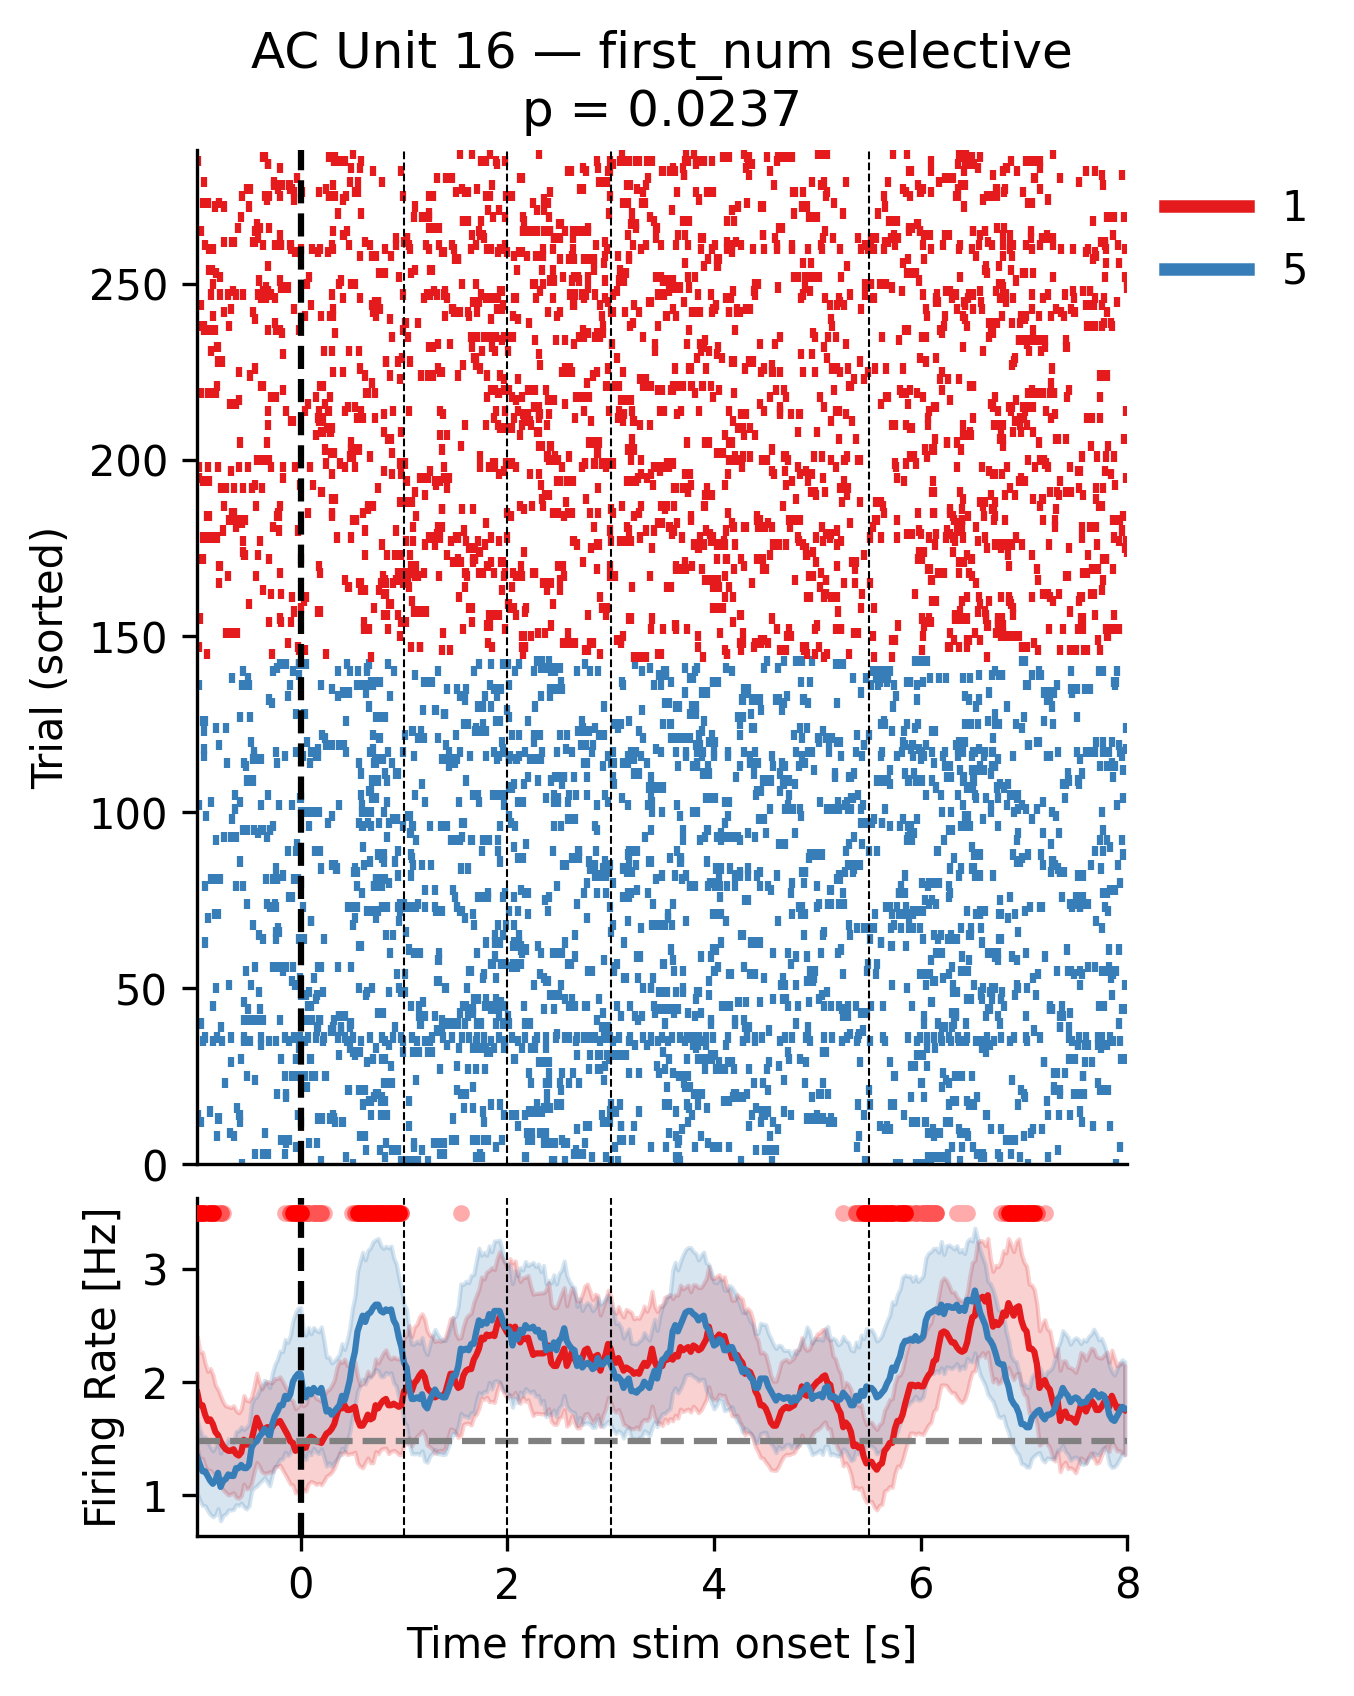 AC Unit 16 — first_num selective
p = 0.0237
1
5
Trial (sorted)
250
200
150
100
50
0
Firing Rate [Hz]
3
2
1
0 2 4 6 8
Time from stim onset [s]